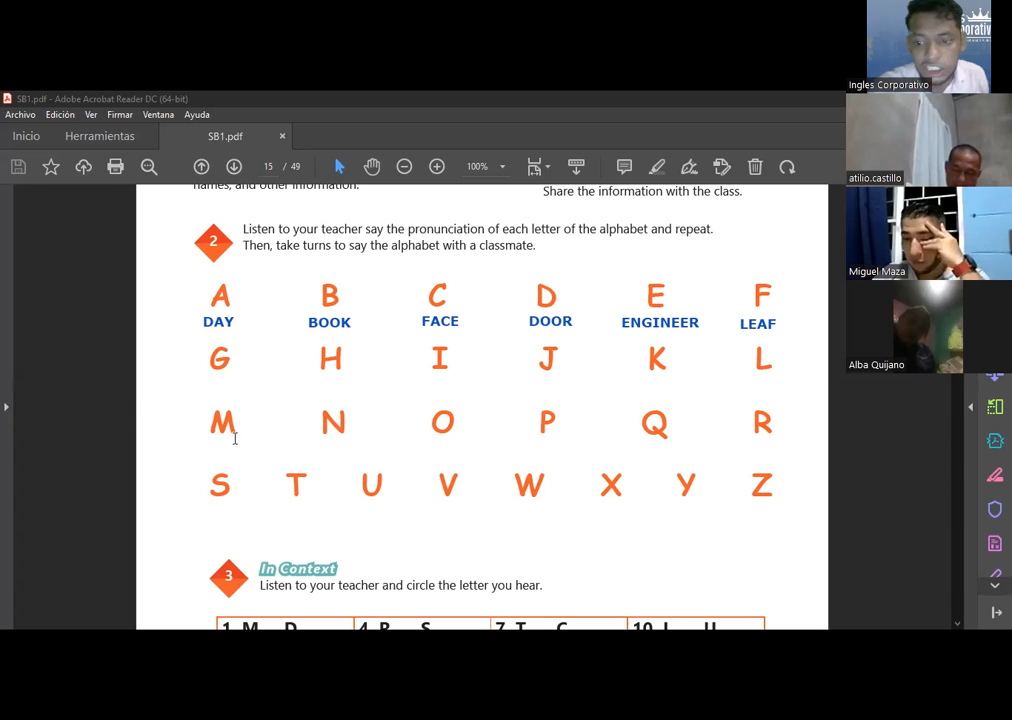 SB1.pdf - Adobe Acrobat Reader DC (64-bit)
Archivo Edición Ver Firmar Ventana Ayuda
Inicio Herramientas SB1.pdf ×
15 / 49 100%
names, and other information.
Share the information with the class.
2 Listen to your teacher say the pronunciation of each letter of the alphabet and repeat.
Then, take turns to say the alphabet with a classmate.
A B C D E F
DAY BOOK FACE DOOR ENGINEER LEAF
G H I J K L
M N O P Q R
S T U V W X Y Z
3 In Context
Listen to your teacher and circle the letter you hear.
Ingles Corporativo
atilio.castillo
Miguel Maza
Alba Quijano